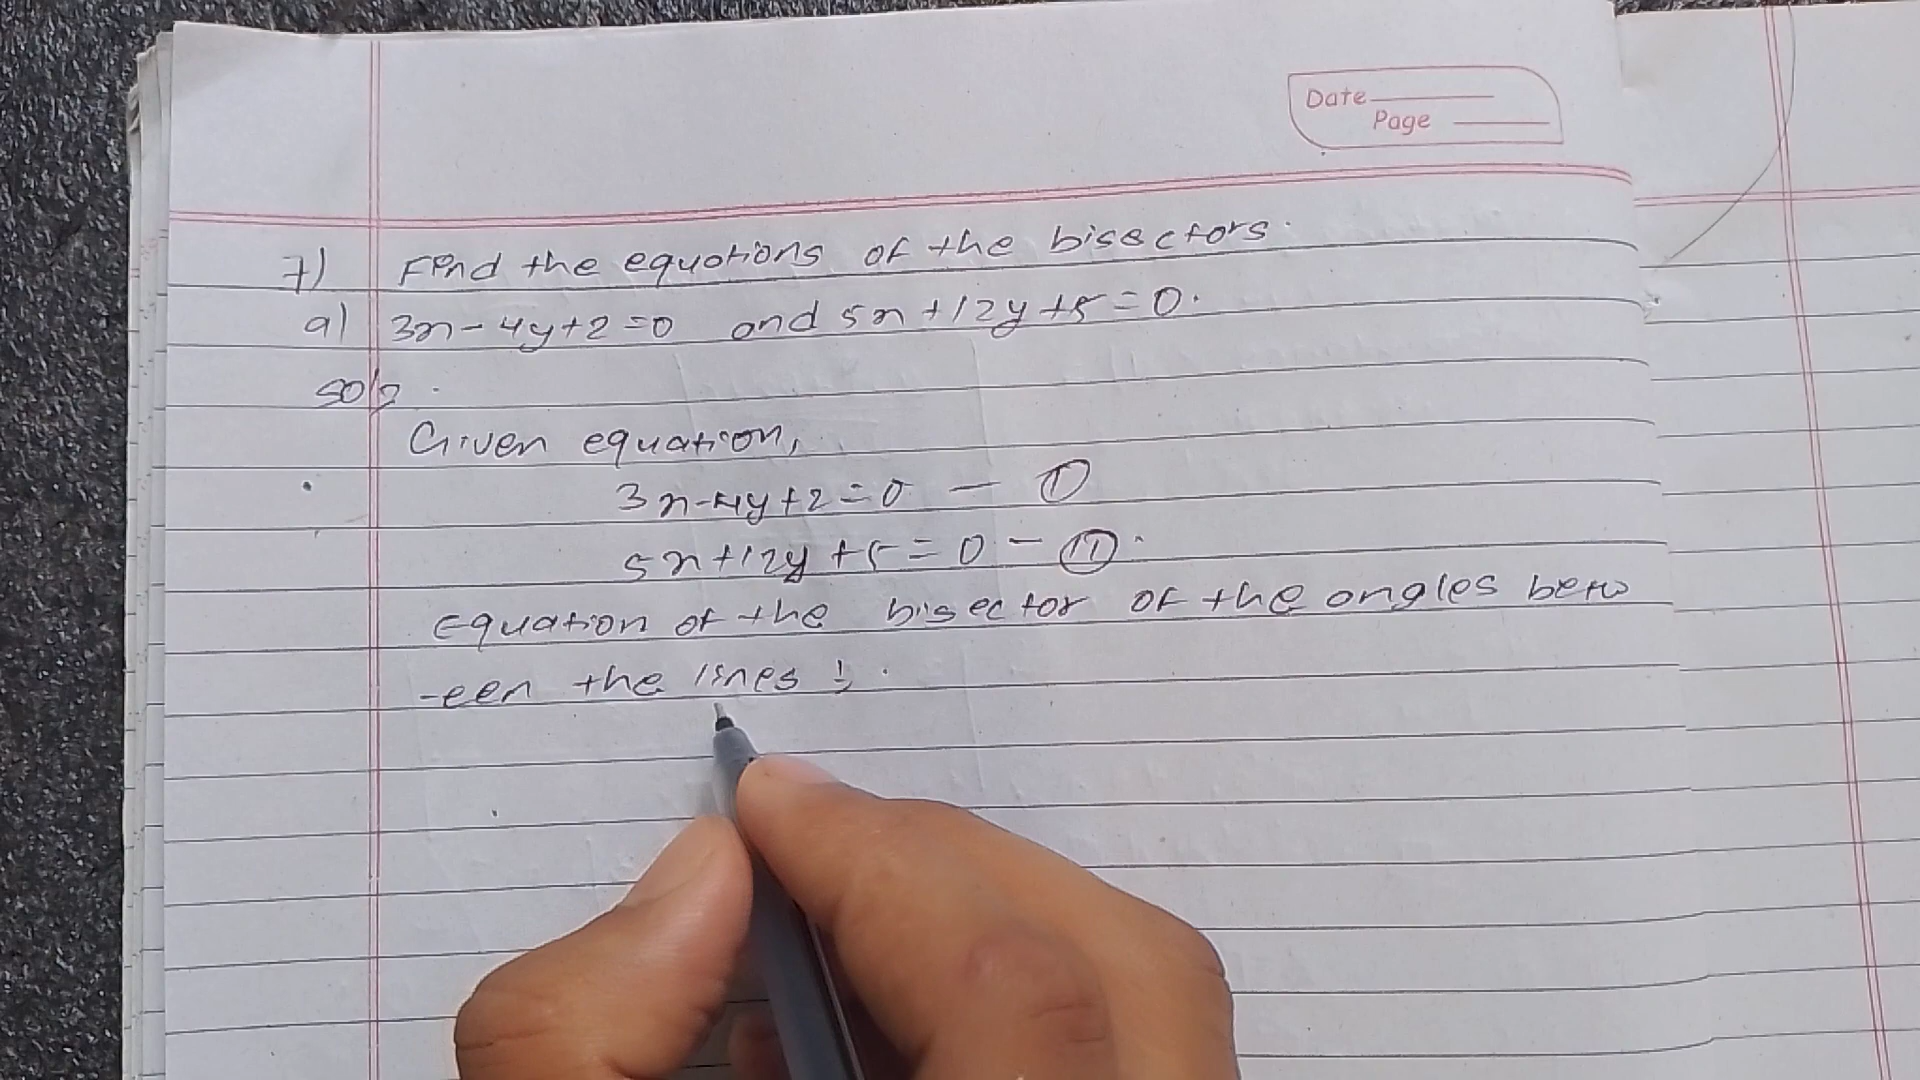 Date
Page
7) Find the equations of the bisectors.
a) 3x-4y+2=0 and 5x+12y+5=0.
soln.
Given equation,
3x-4y+2=0 — I
5x+12y+5=0 — II.
Equation of the bisector of the angles betw
-een the lines is.